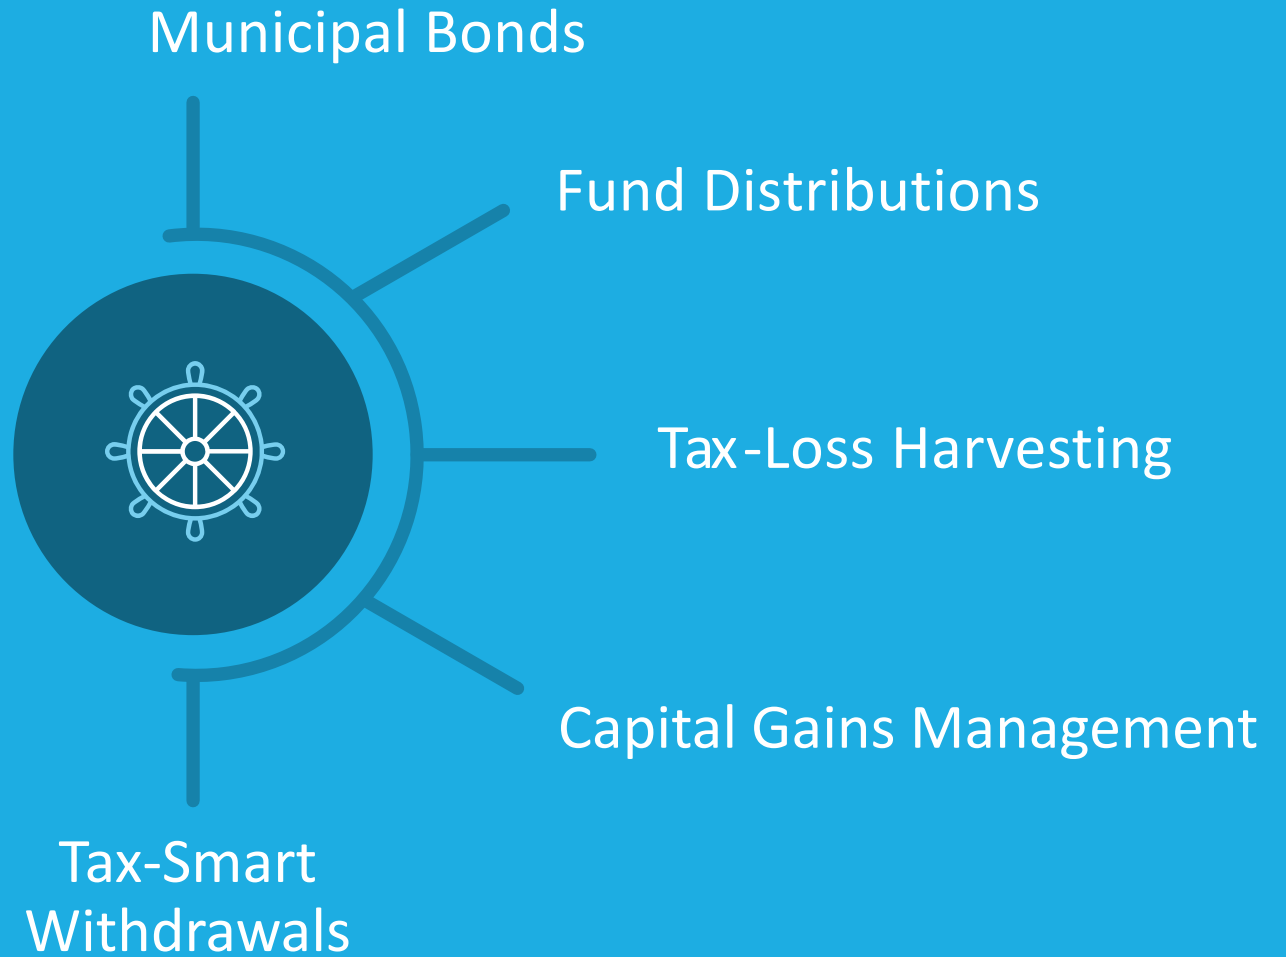 Municipal Bonds
Fund Distributions
Tax-Loss Harvesting
Capital Gains Management
Tax-Smart
Withdrawals